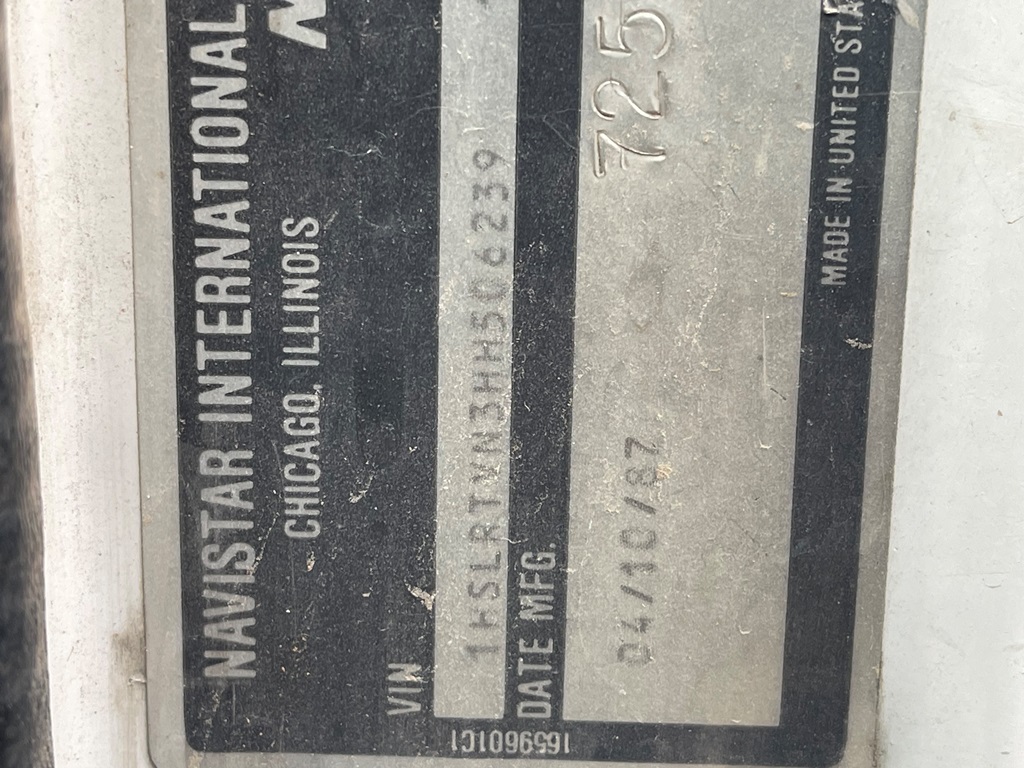 NAVISTAR INTERNATIONAL
CHICAGO, ILLINOIS
VIN
1HSLRTVN3HH506239
DATE MFG.
04/10/87
725
MADE IN UNITED STA
1659601C1